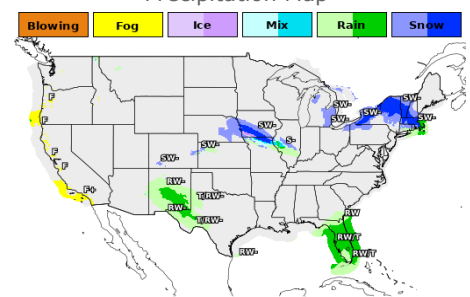 Precipitation Map
Blowing Fog Ice Mix Rain Snow
F
F
F
F
F+
SW-
SW-
SW-
SW-
S-
SW-
SW-
SW-
RW-
T/RW-
RW-
T/RW-
RW-
RW
RW/T
RW/T